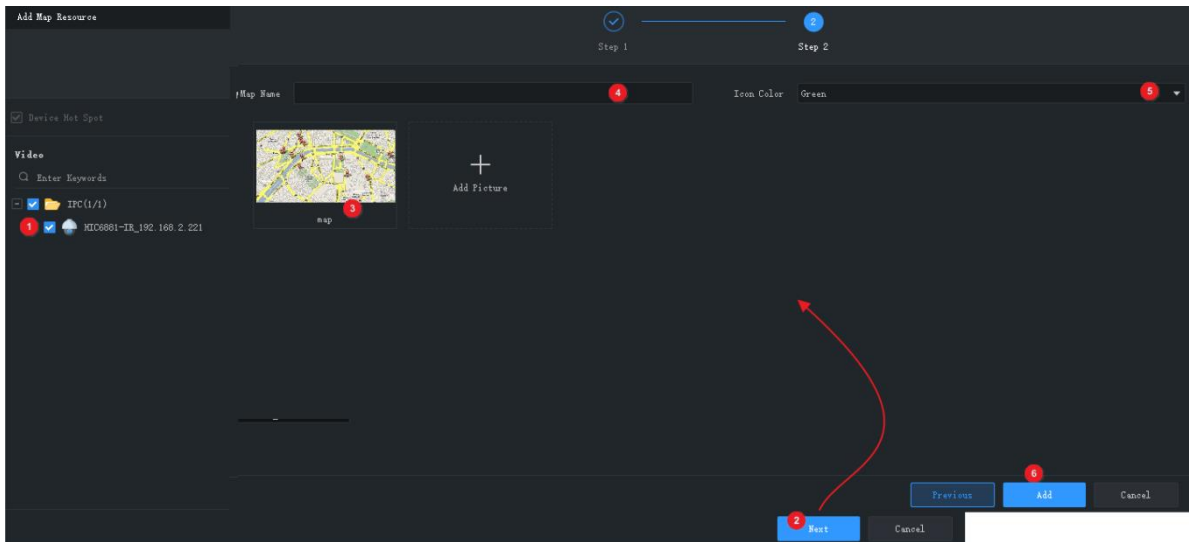 Add Map Resource
2
Step 1
Step 2
*Map Name
4
Icon Color
Green
5
Device Hot Spot
Video
Enter Keywords
Add Picture
IPC(1/1)
3
map
1
MIC6881-IR_192.168.2.221
6
Previous
Add
Cancel
2
Next
Cancel